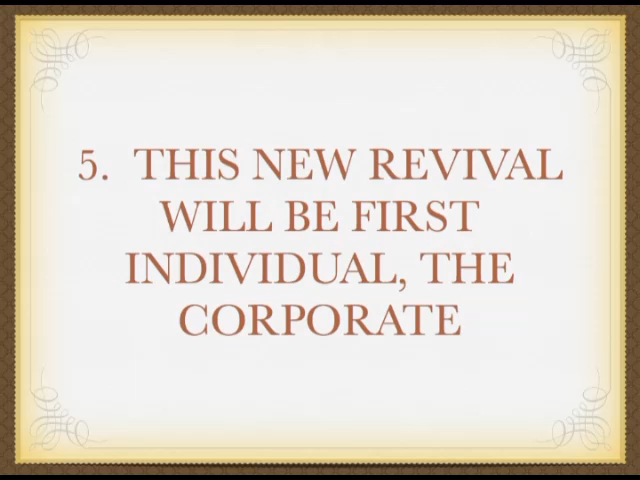 5. THIS NEW REVIVAL
WILL BE FIRST
INDIVIDUAL, THE
CORPORATE